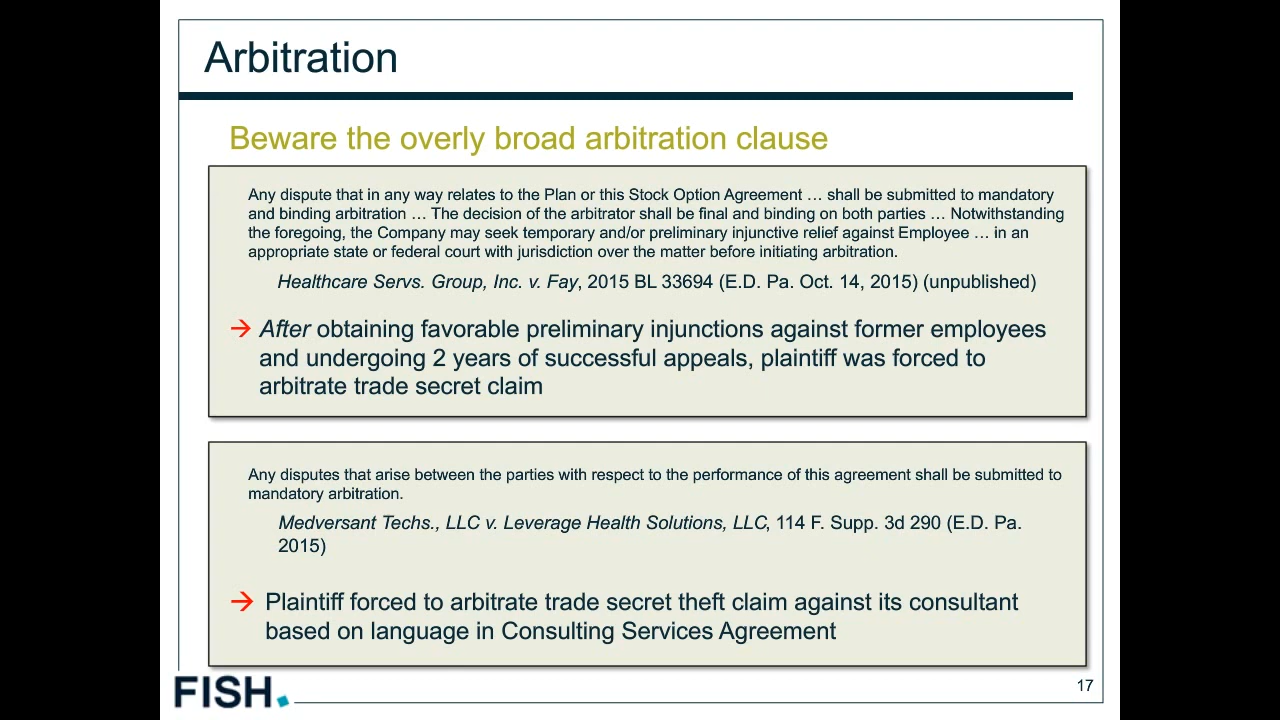 Arbitration
Beware the overly broad arbitration clause
Any dispute that in any way relates to the Plan or this Stock Option Agreement … shall be submitted to mandatory
and binding arbitration … The decision of the arbitrator shall be final and binding on both parties … Notwithstanding
the foregoing, the Company may seek temporary and/or preliminary injunctive relief against Employee … in an
appropriate state or federal court with jurisdiction over the matter before initiating arbitration.
Healthcare Servs. Group, Inc. v. Fay, 2015 BL 33694 (E.D. Pa. Oct. 14, 2015) (unpublished)
→ After obtaining favorable preliminary injunctions against former employees
and undergoing 2 years of successful appeals, plaintiff was forced to
arbitrate trade secret claim
Any disputes that arise between the parties with respect to the performance of this agreement shall be submitted to
mandatory arbitration.
Medversant Techs., LLC v. Leverage Health Solutions, LLC, 114 F. Supp. 3d 290 (E.D. Pa.
2015)
→ Plaintiff forced to arbitrate trade secret theft claim against its consultant
based on language in Consulting Services Agreement
FISH.
17